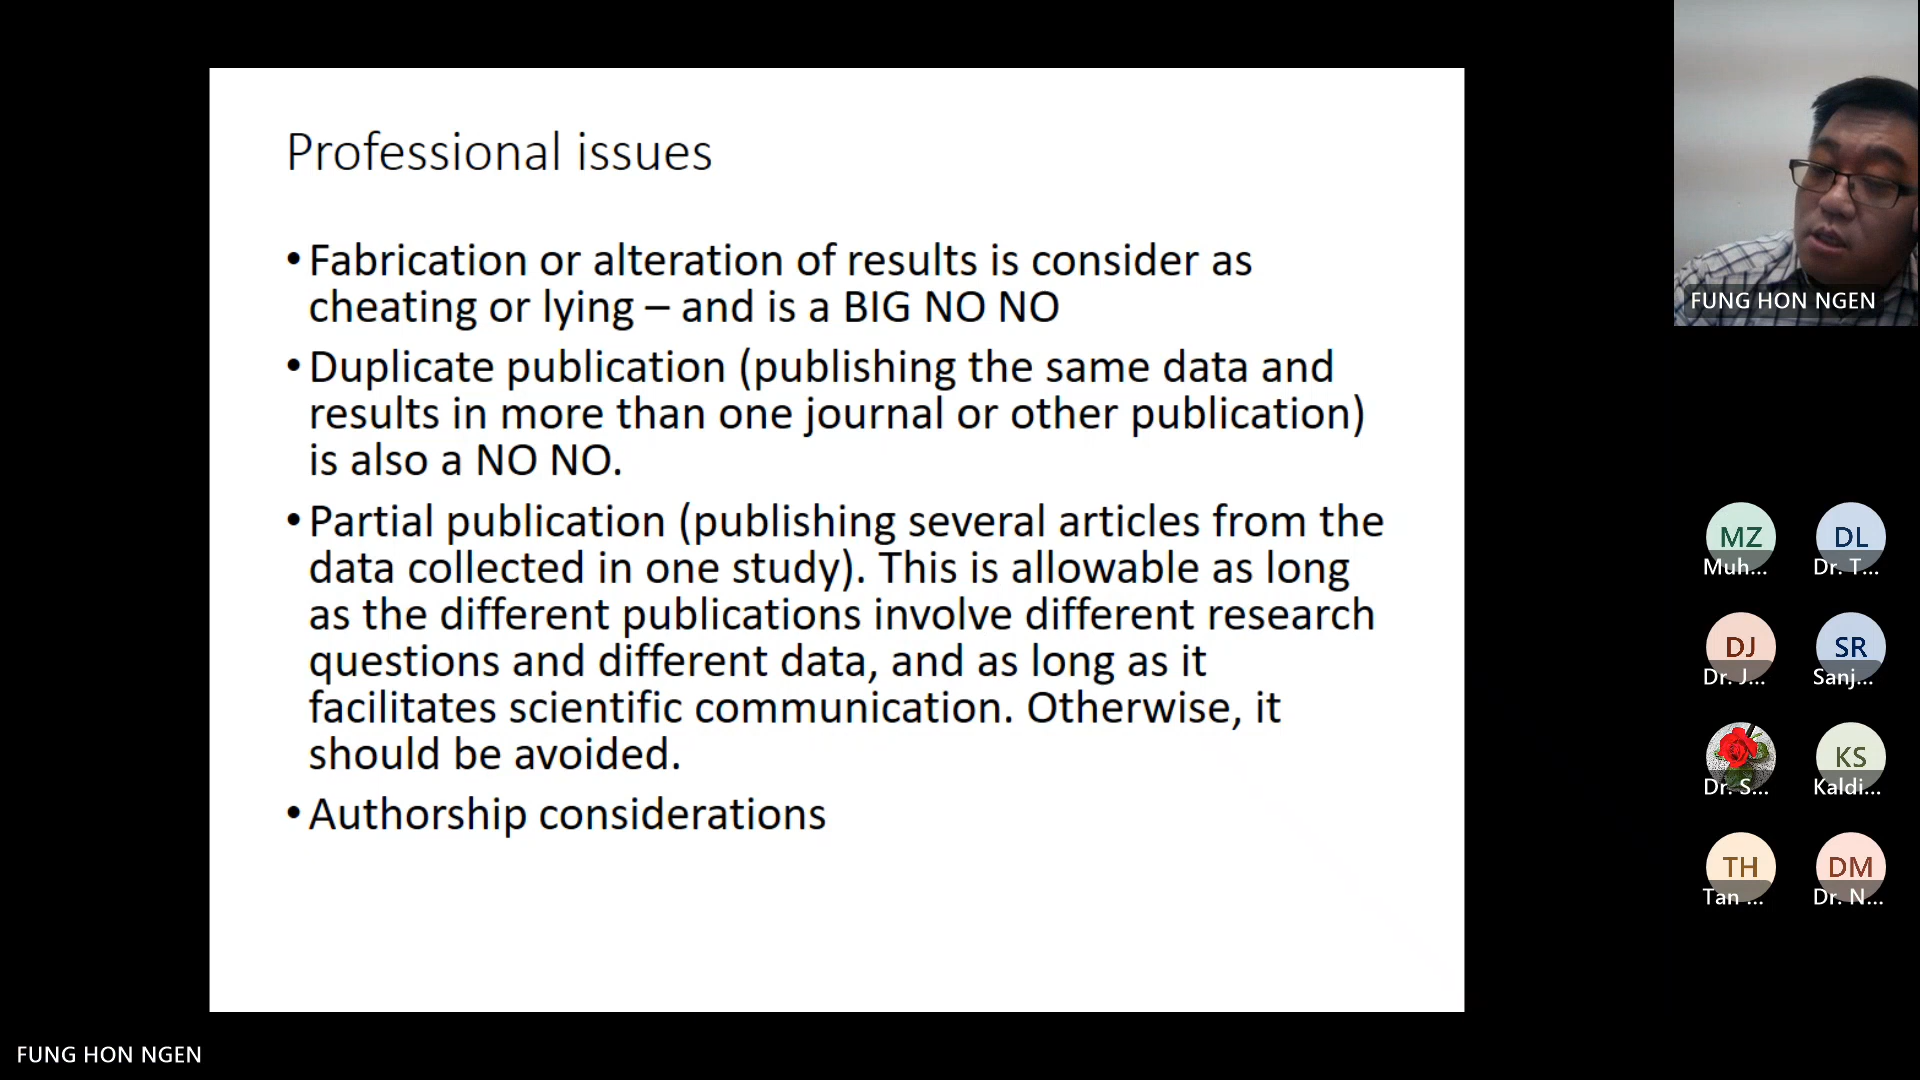 Professional issues
• Fabrication or alteration of results is consider as
cheating or lying – and is a BIG NO NO
• Duplicate publication (publishing the same data and
results in more than one journal or other publication)
is also a NO NO.
• Partial publication (publishing several articles from the
data collected in one study). This is allowable as long
as the different publications involve different research
questions and different data, and as long as it
facilitates scientific communication. Otherwise, it
should be avoided.
• Authorship considerations
FUNG HON NGEN
MZ
Muh...
DL
Dr. T...
DJ
Dr. J...
SR
Sanj...
Dr. S...
KS
Kaldi...
TH
Tan ...
DM
Dr. N...
FUNG HON NGEN